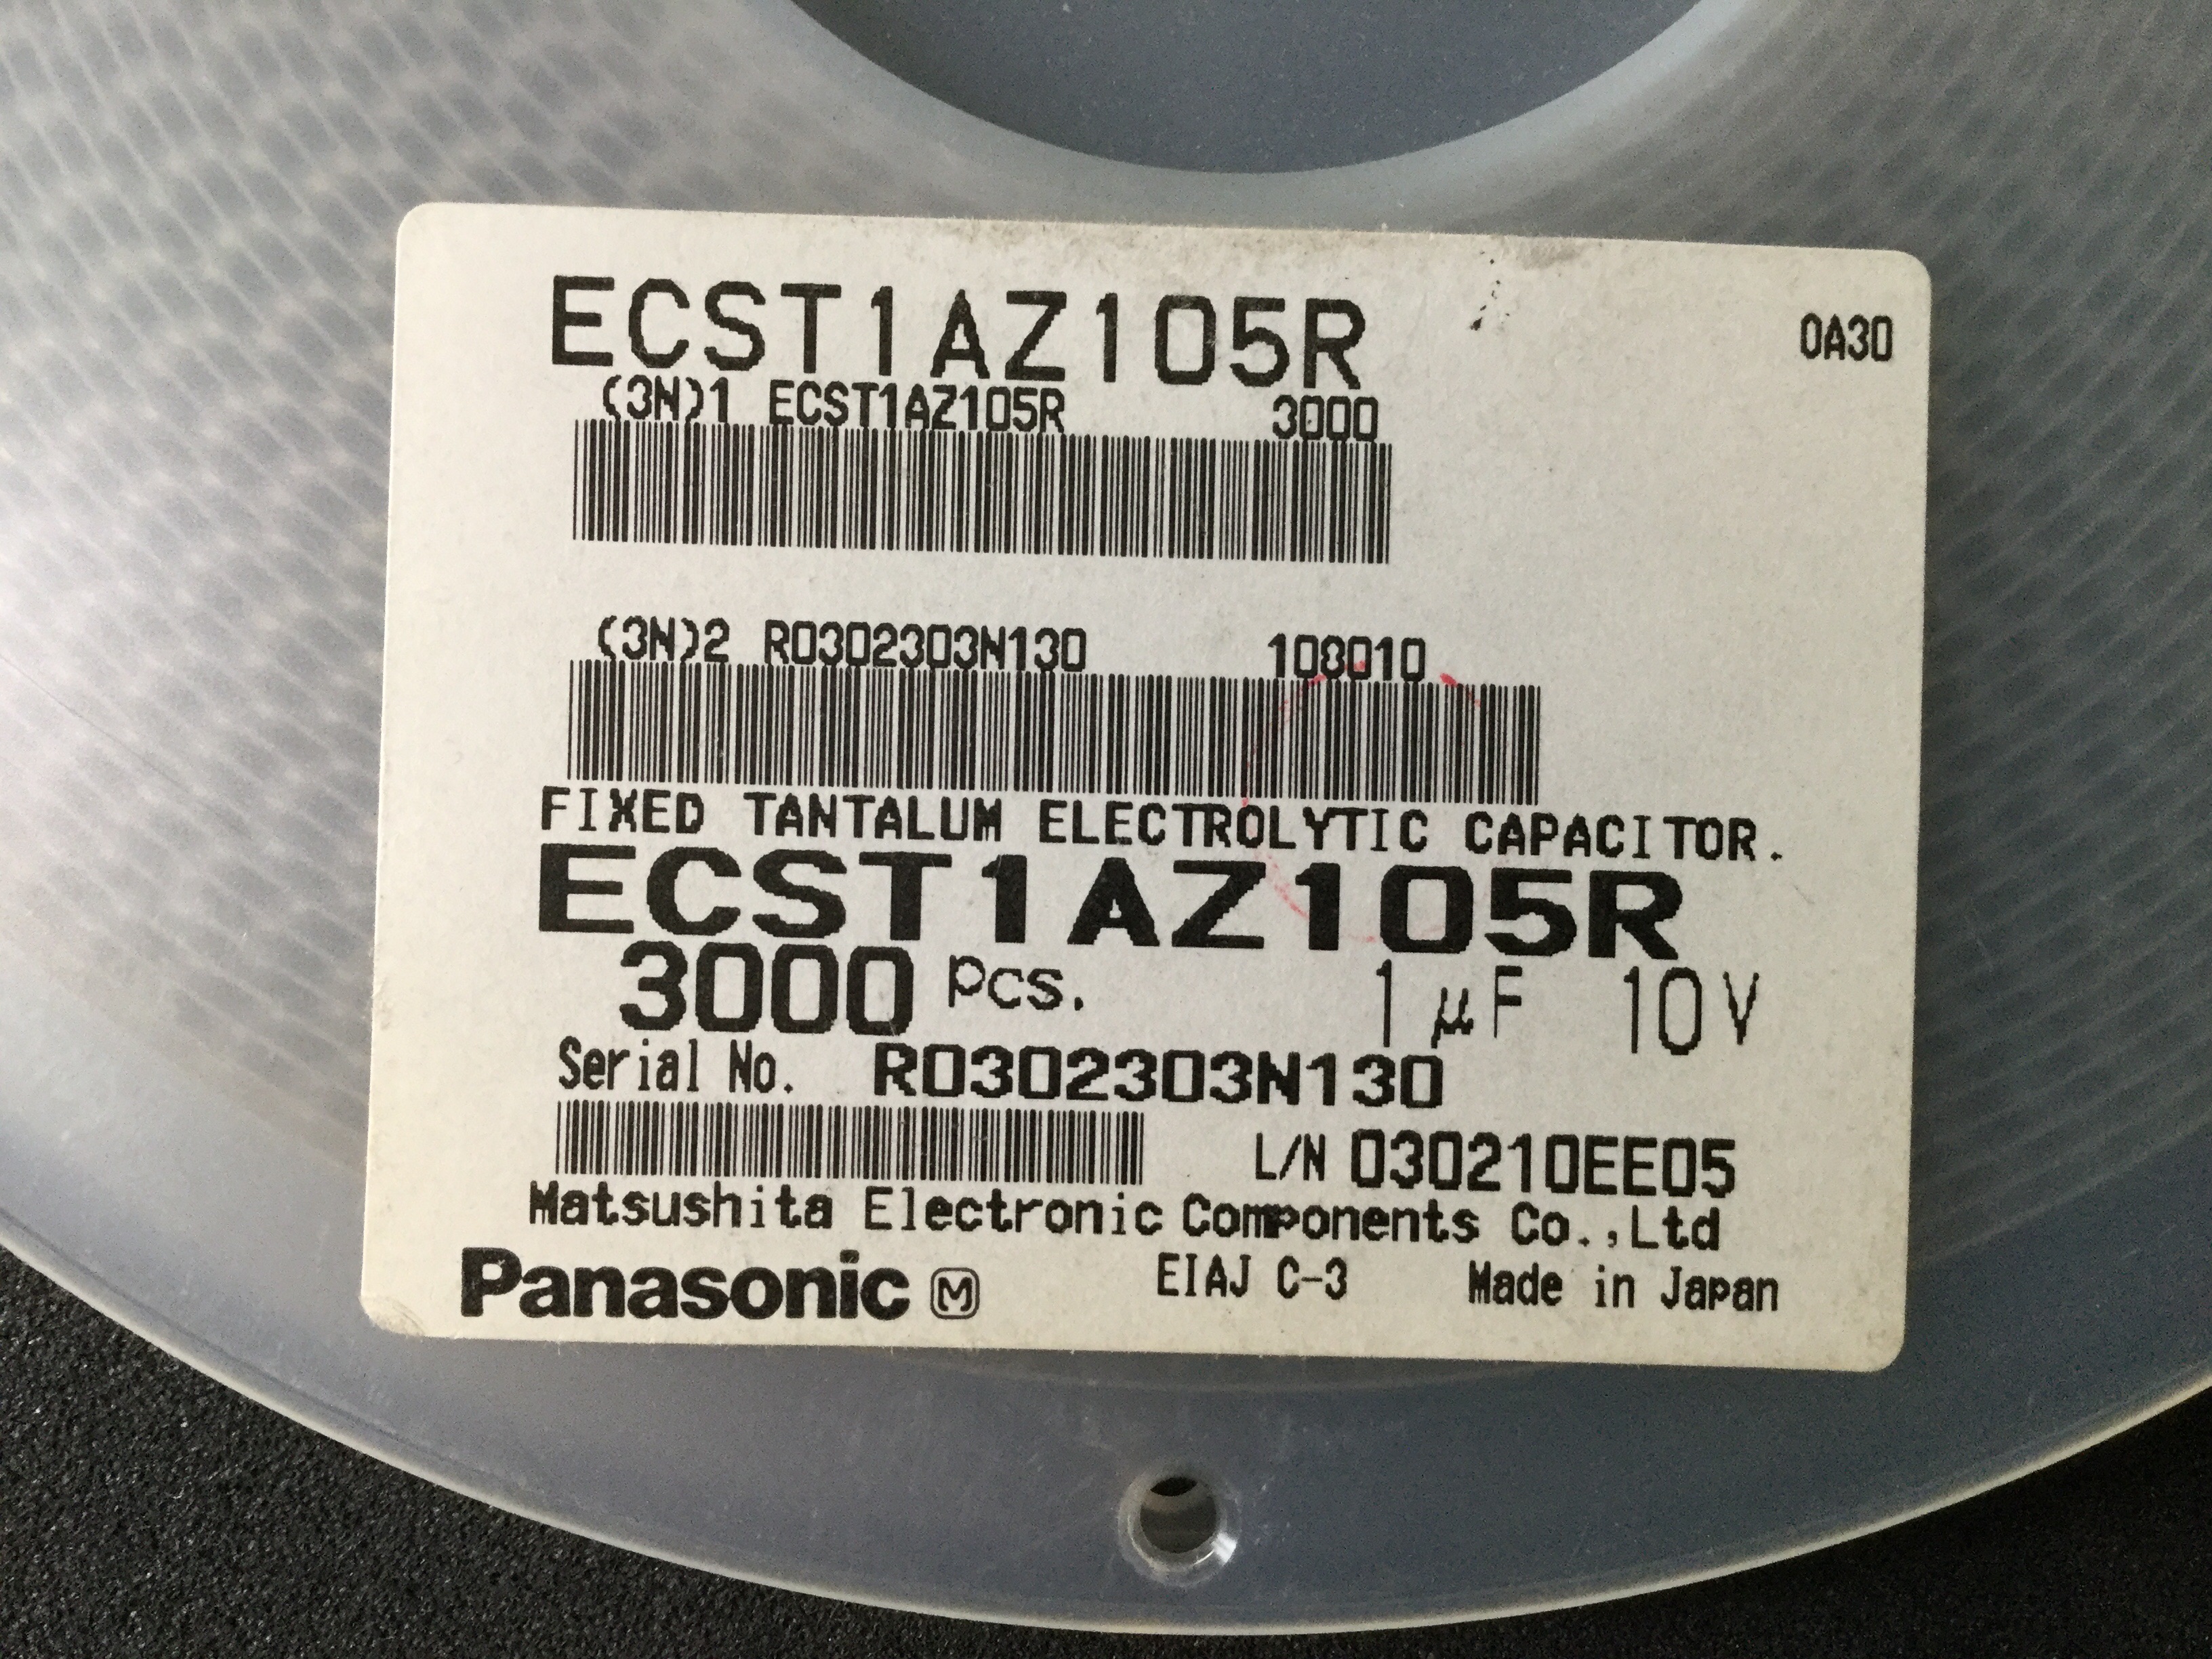 ECST1AZ105R
0A30
(3N)1 ECST1AZ105R 3000
(3N)2 R0302303N130 108010
FIXED TANTALUM ELECTROLYTIC CAPACITOR.
ECST1AZ105R
3000 pcs. 1 μF 10V
Serial No. R0302303N130
L/N 030210EE05
Matsushita Electronic Components Co.,Ltd
Panasonic M EIAJ C-3 Made in Japan